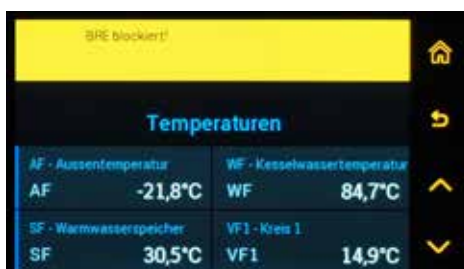 BRE blockiert!
Temperaturen
AF - Aussentemperatur
WF - Kesselwassertemperatur
AF -21,8°C
WF 84,7°C
SF - Warmwasserspeicher
VF1 - Kreis 1
SF 30,5°C
VF1 14,9°C